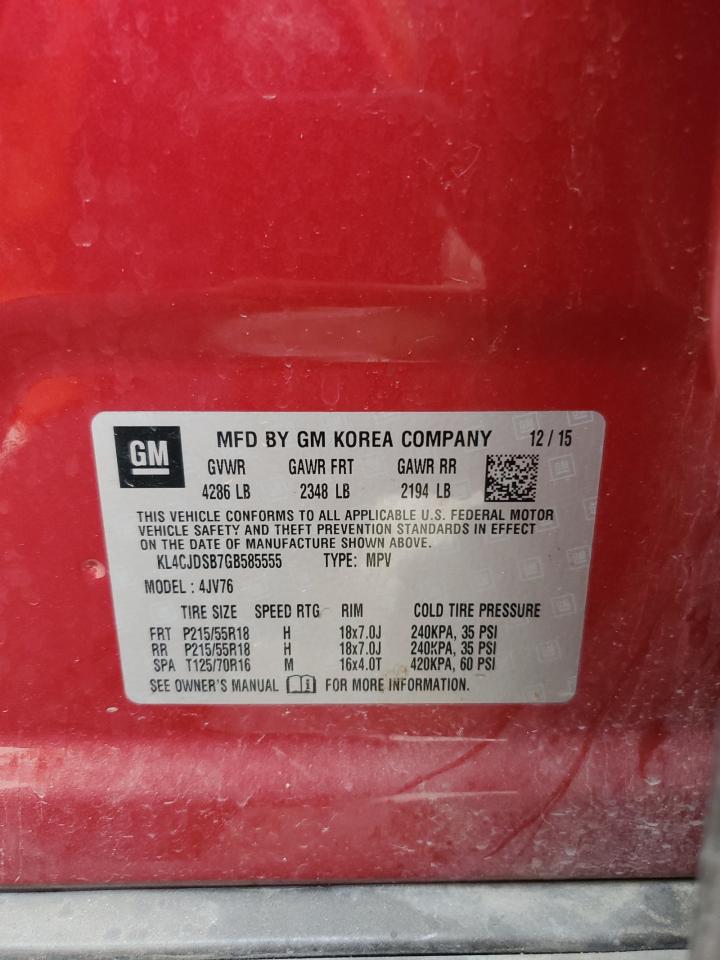 GM MFD BY GM KOREA COMPANY 12/15
GVWR GAWR FRT GAWR RR
4286 LB 2348 LB 2194 LB
THIS VEHICLE CONFORMS TO ALL APPLICABLE U.S. FEDERAL MOTOR
VEHICLE SAFETY AND THEFT PREVENTION STANDARDS IN EFFECT
ON THE DATE OF MANUFACTURE SHOWN ABOVE.
KL4CJDSB7GB585555 TYPE: MPV
MODEL : 4JV76
TIRE SIZE SPEED RTG RIM COLD TIRE PRESSURE
FRT P215/55R18 H 18x7.0J 240KPA, 35 PSI
RR P215/55R18 H 18x7.0J 240KPA, 35 PSI
SPA T125/70R16 M 16x4.0T 420KPA, 60 PSI
SEE OWNER'S MANUAL FOR MORE INFORMATION.